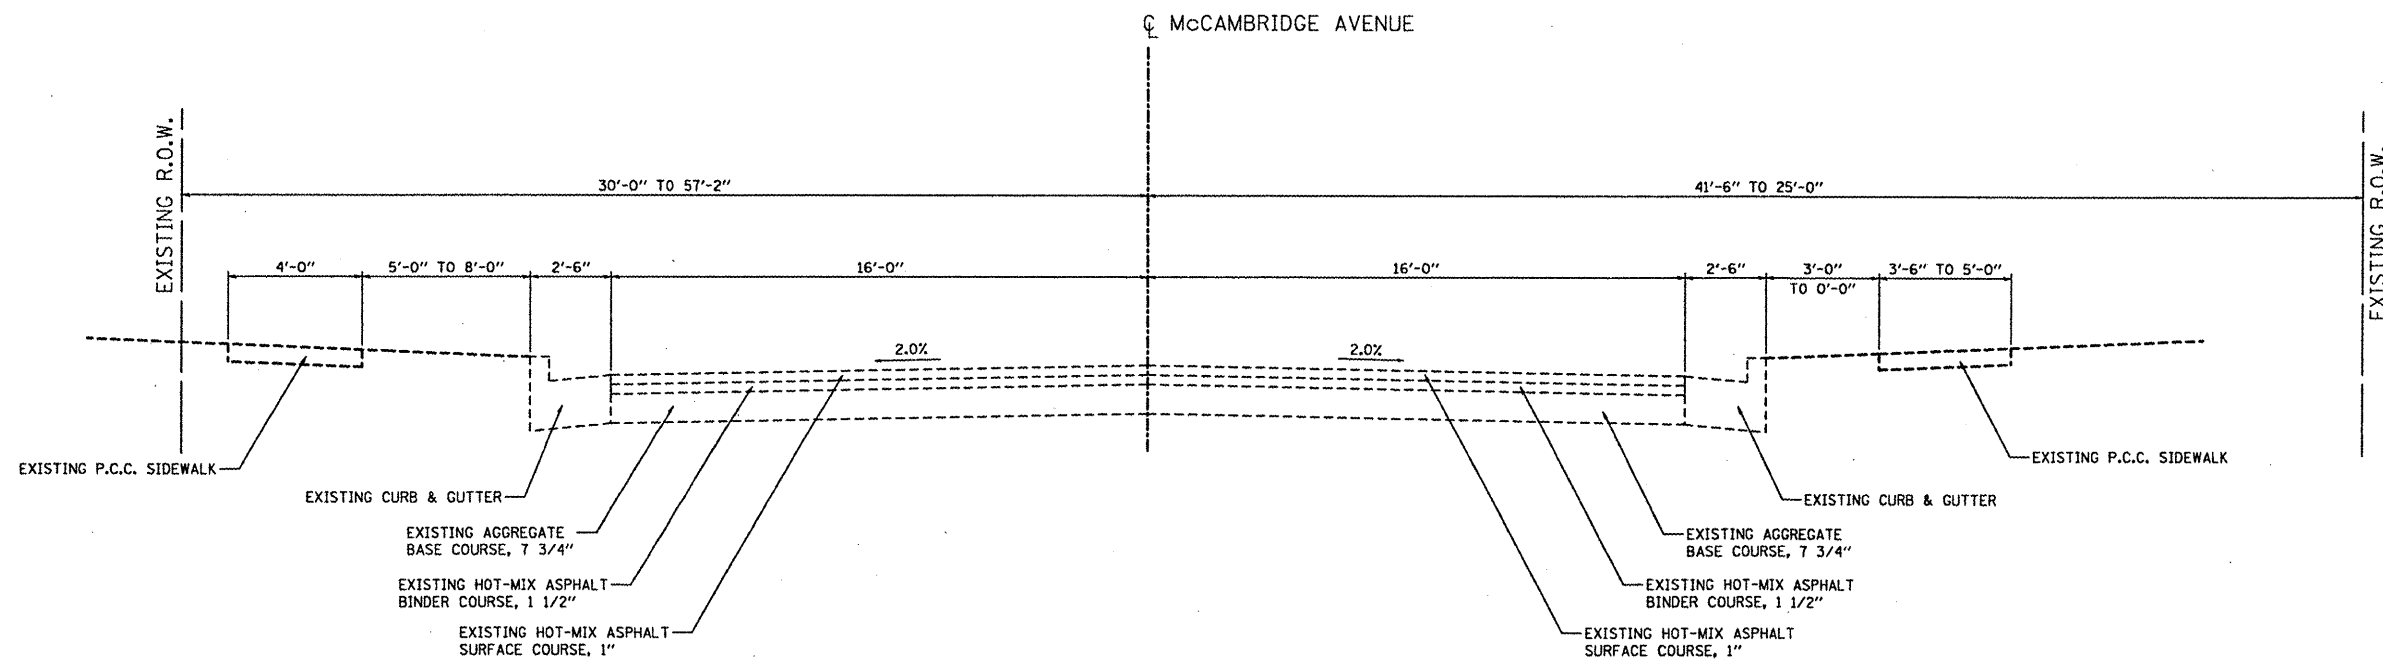 ℄ McCAMBRIDGE AVENUE
EXISTING R.O.W.
EXISTING R.O.W.
30'-0" TO 57'-2"
41'-6" TO 25'-0"
4'-0"
5'-0" TO 8'-0"
2'-6"
16'-0"
16'-0"
2'-6"
3'-0"
TO 0'-0"
3'-6" TO 5'-0"
2.0%
2.0%
EXISTING P.C.C. SIDEWALK
EXISTING CURB & GUTTER
EXISTING AGGREGATE
BASE COURSE, 7 3/4"
EXISTING HOT-MIX ASPHALT
BINDER COURSE, 1 1/2"
EXISTING HOT-MIX ASPHALT
SURFACE COURSE, 1"
EXISTING P.C.C. SIDEWALK
EXISTING CURB & GUTTER
EXISTING AGGREGATE
BASE COURSE, 7 3/4"
EXISTING HOT-MIX ASPHALT
BINDER COURSE, 1 1/2"
EXISTING HOT-MIX ASPHALT
SURFACE COURSE, 1"